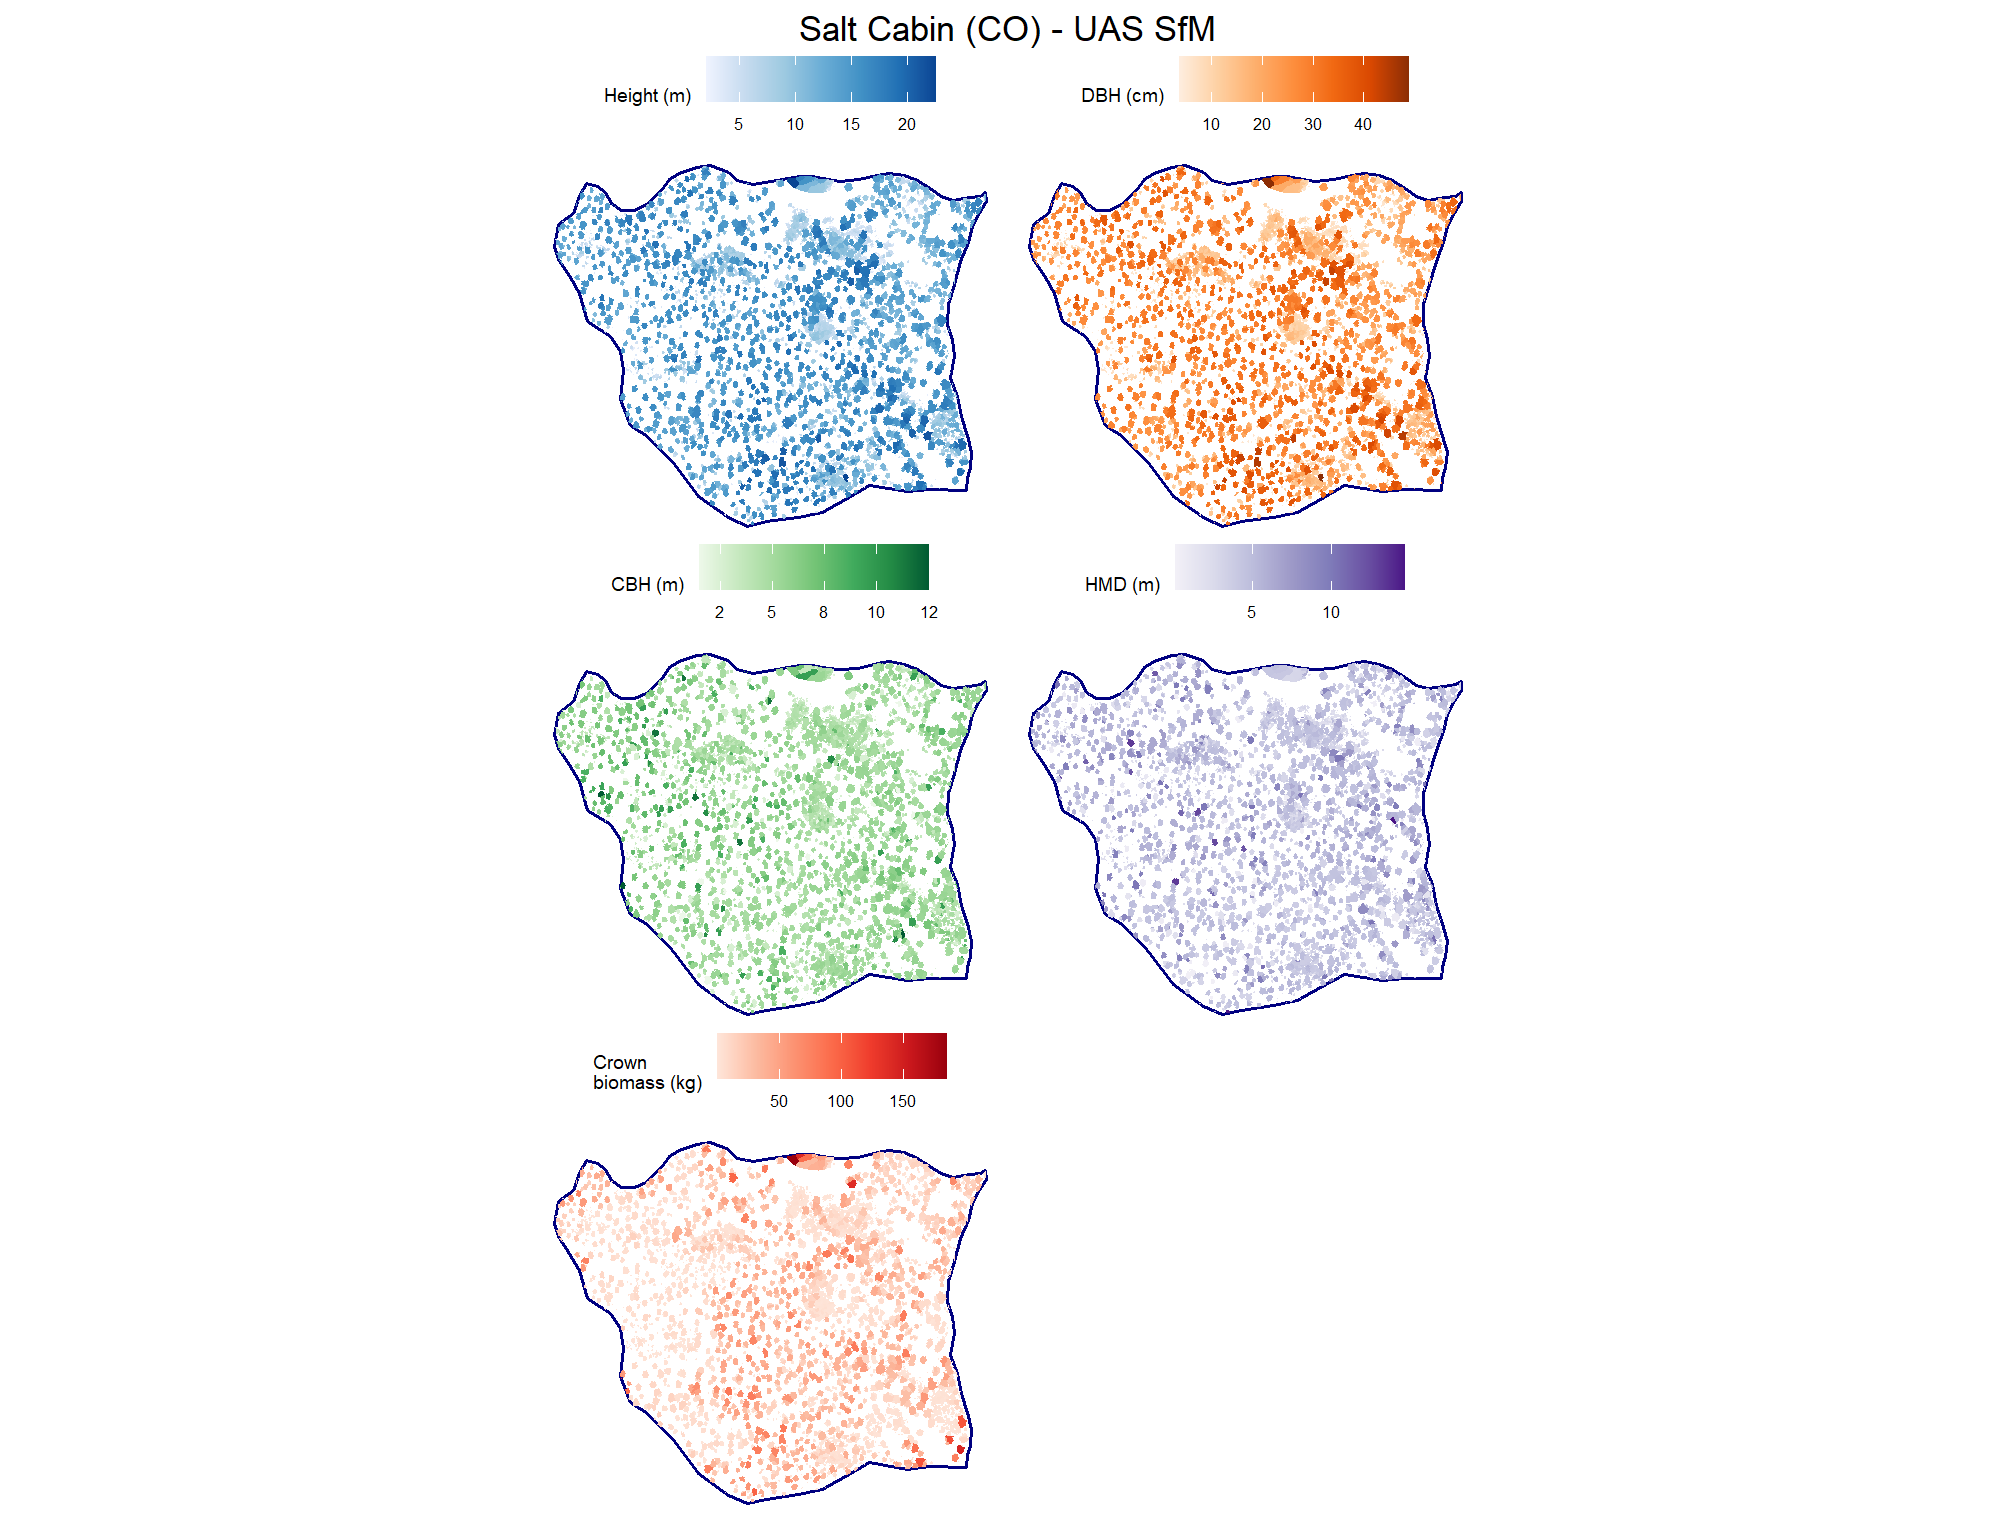 Salt Cabin (CO) - UAS SfM
Height (m)
5 10 15 20
DBH (cm)
10 20 30 40
CBH (m)
2 5 8 10 12
HMD (m)
5 10
Crown
biomass (kg)
50 100 150